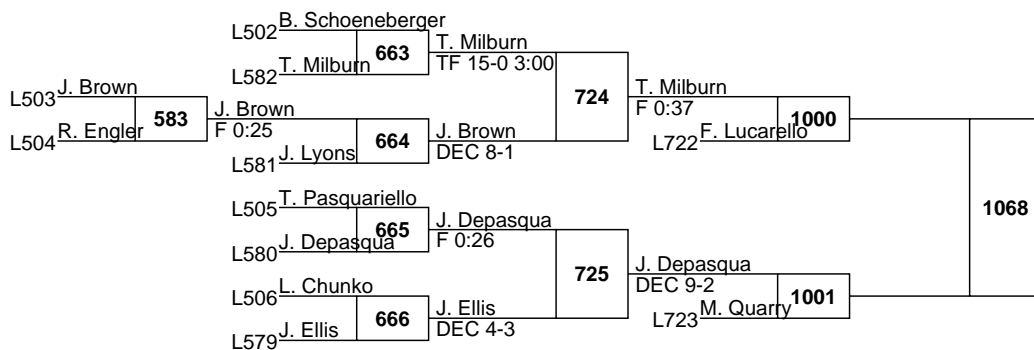 B. Schoeneberger
L502
663
T. Milburn
TF 15-0 3:00
T. Milburn
L582
J. Brown
L503
583
J. Brown
F 0:25
R. Engler
L504
724
T. Milburn
F 0:37
1000
F. Lucarello
L722
664
J. Brown
DEC 8-1
J. Lyons
L581
1068
T. Pasquariello
L505
665
J. Depasqua
F 0:26
J. Depasqua
L580
725
J. Depasqua
DEC 9-2
1001
M. Quarry
L723
L. Chunko
L506
666
J. Ellis
DEC 4-3
J. Ellis
L579